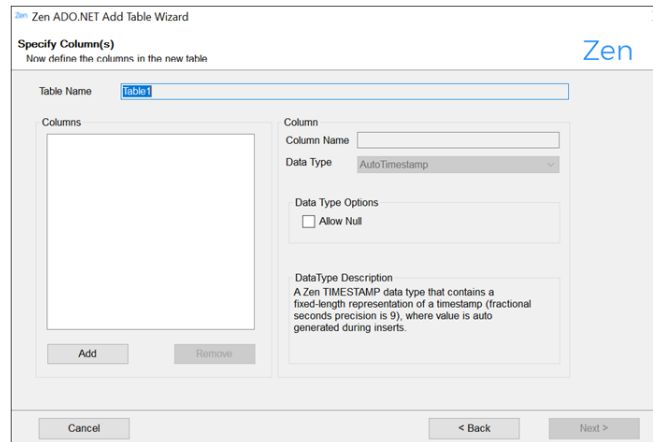 Zen Zen ADO.NET Add Table Wizard
Specify Column(s)
Now define the columns in the new table
Zen
Table Name Table1
Columns
Column
Column Name
Data Type AutoTimestamp
Data Type Options
Allow Null
DataType Description
A Zen TIMESTAMP data type that contains a
fixed-length representation of a timestamp (fractional
seconds precision is 9), where value is auto
generated during inserts.
Add Remove
Cancel < Back Next >